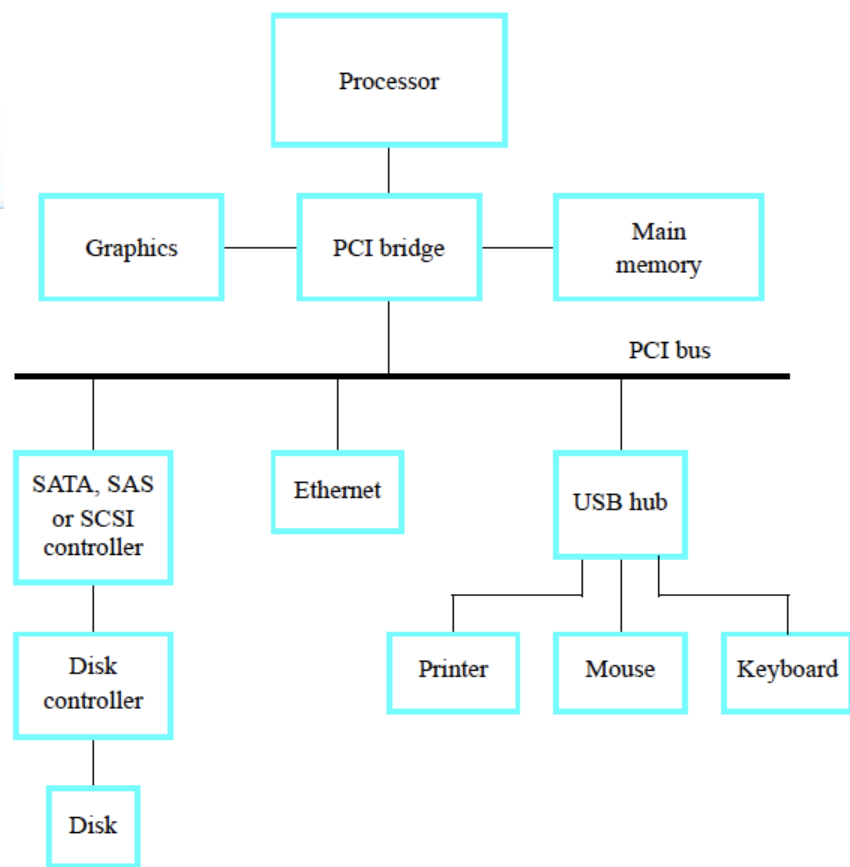 Processor
Graphics
PCI bridge
Main
memory
PCI bus
SATA, SAS
or SCSI
controller
Ethernet
USB hub
Disk
controller
Printer
Mouse
Keyboard
Disk